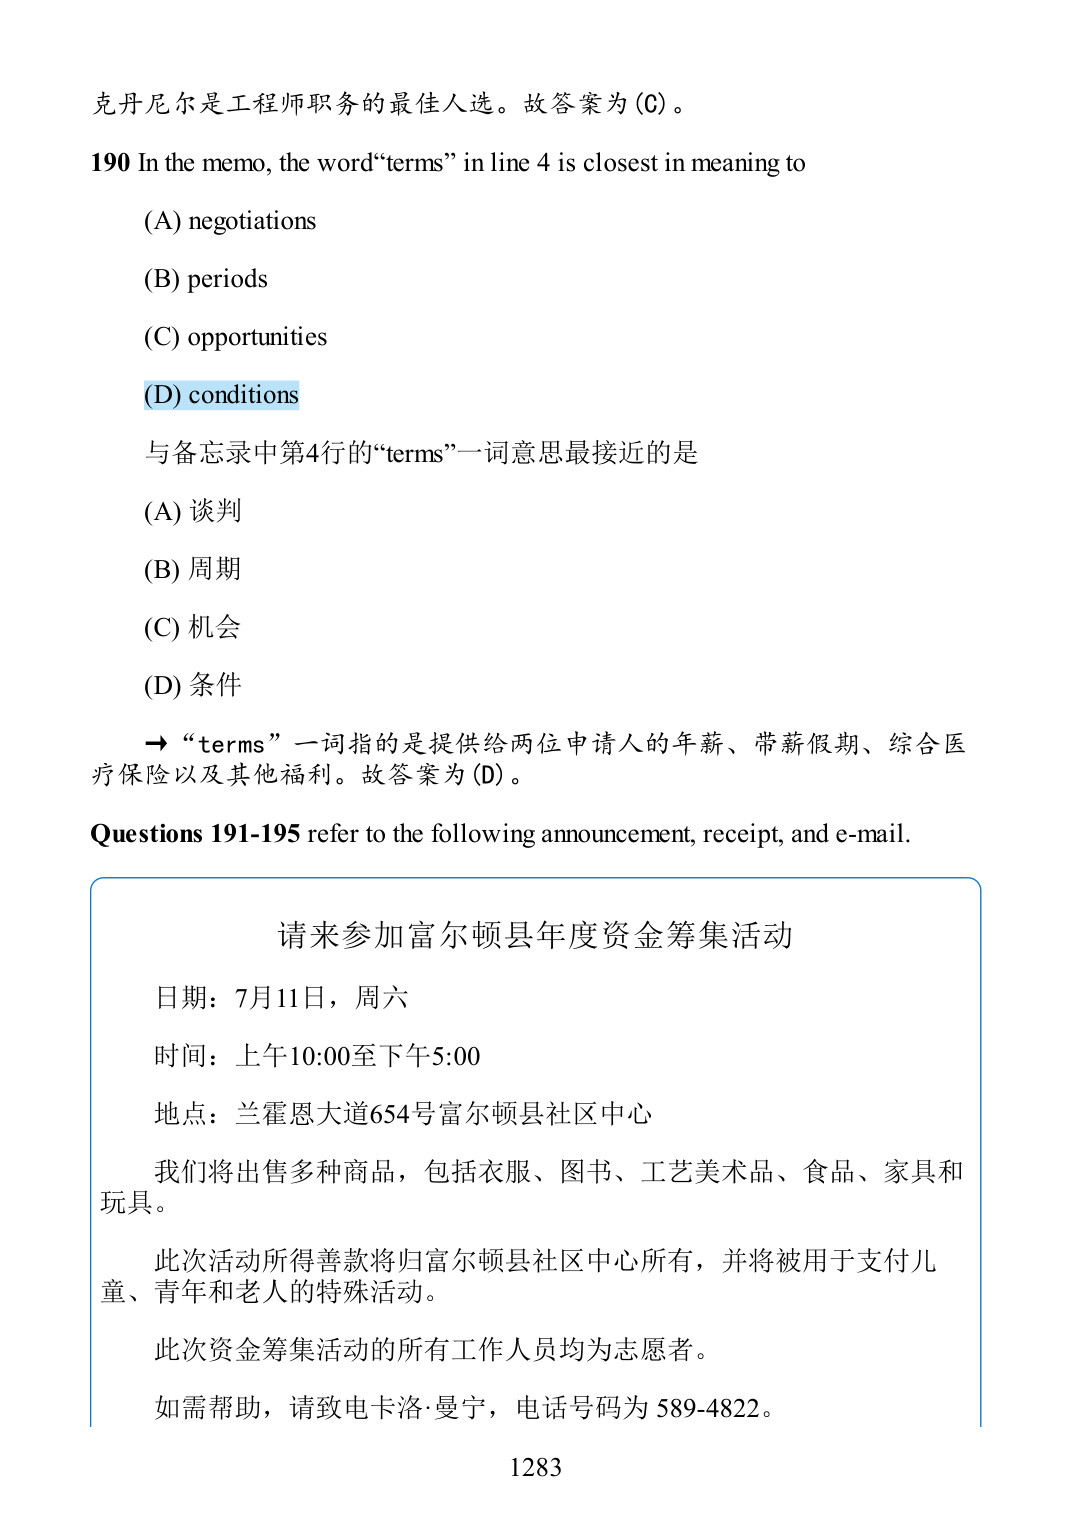 克丹尼尔是工程师职务的最佳人选。故答案为(C)。
190 In the memo, the word“terms” in line 4 is closest in meaning to
(A) negotiations
(B) periods
(C) opportunities
(D) conditions
与备忘录中第4行的“terms”一词意思最接近的是
(A) 谈判
(B) 周期
(C) 机会
(D) 条件
→“terms”一词指的是提供给两位申请人的年薪、带薪假期、综合医
疗保险以及其他福利。故答案为(D)。
Questions 191-195 refer to the following announcement, receipt, and e-mail.
请来参加富尔顿县年度资金筹集活动
日期：7月11日，周六
时间：上午10:00至下午5:00
地点：兰霍恩大道654号富尔顿县社区中心
我们将出售多种商品，包括衣服、图书、工艺美术品、食品、家具和
玩具。
此次活动所得善款将归富尔顿县社区中心所有，并将被用于支付儿
童、青年和老人的特殊活动。
此次资金筹集活动的所有工作人员均为志愿者。
如需帮助，请致电卡洛·曼宁，电话号码为 589-4822。
1283